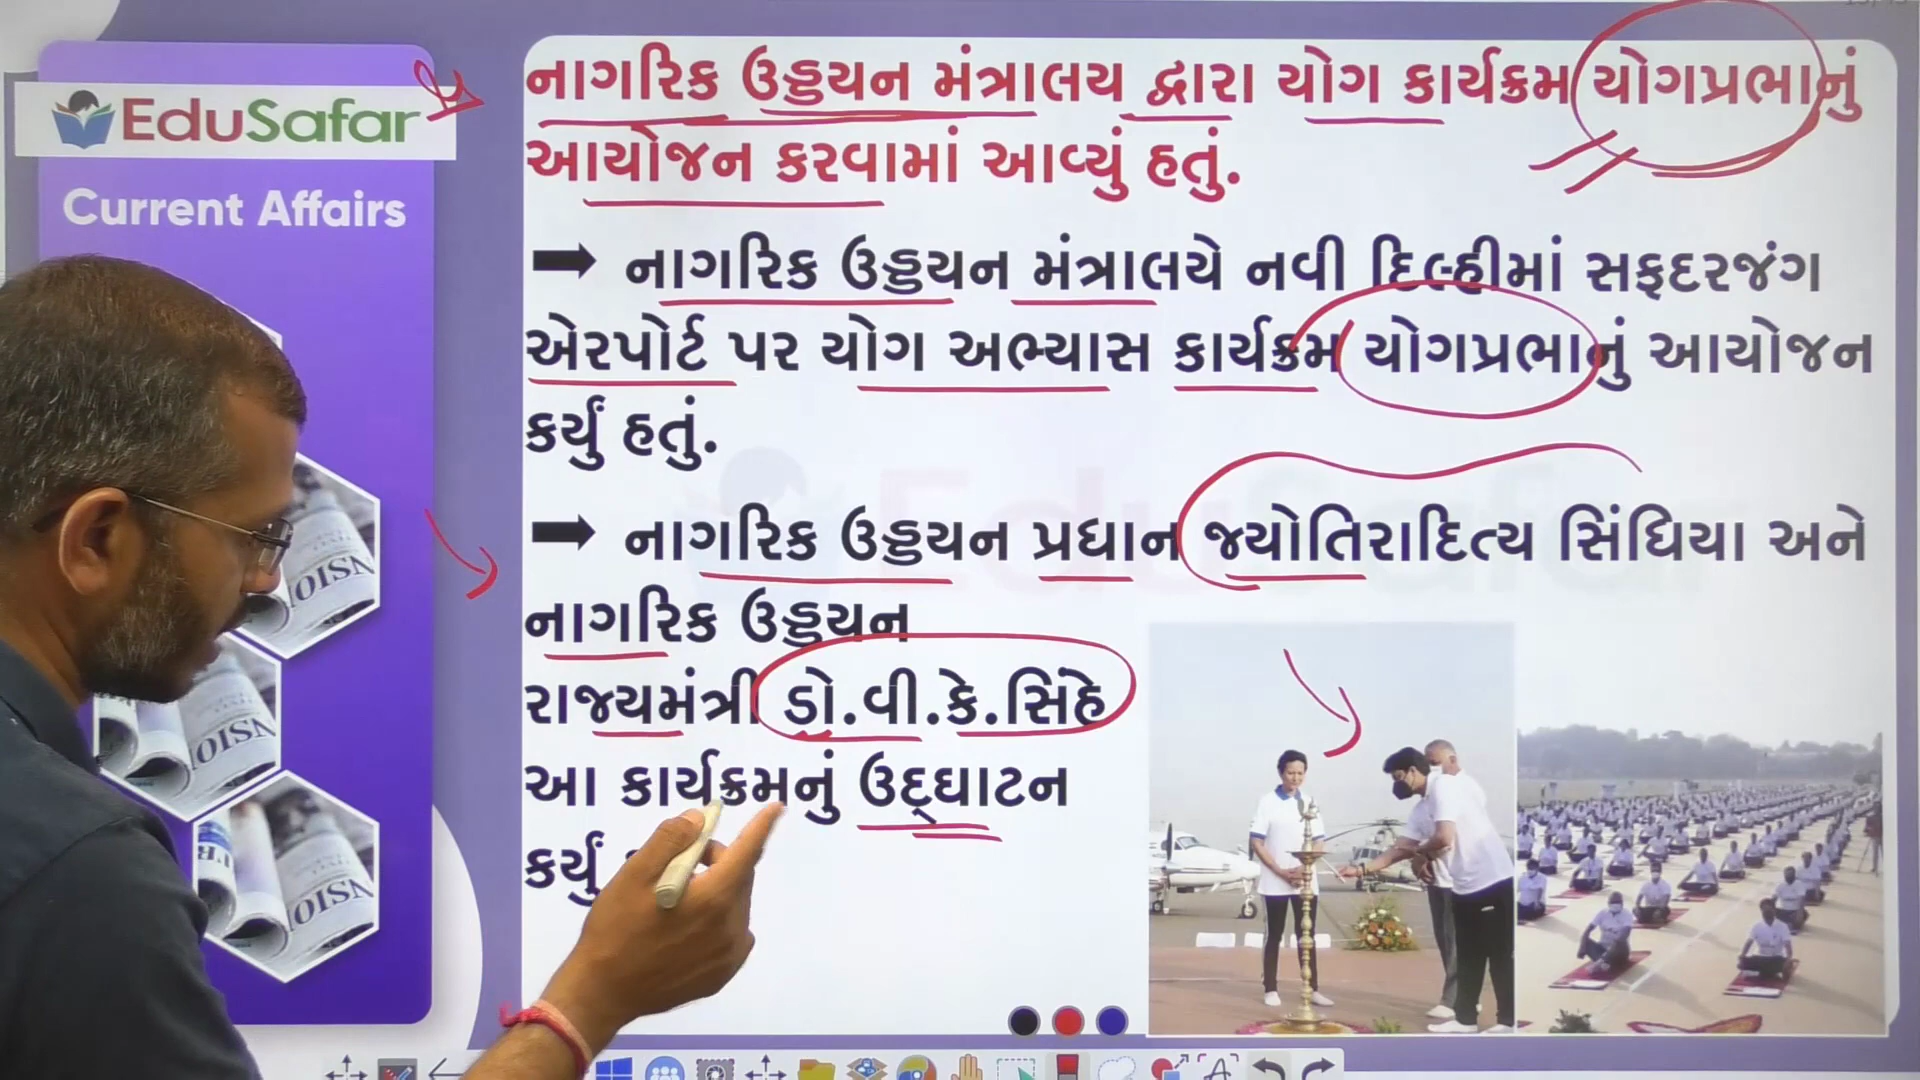 EduSafar
Current Affairs
નાગરિક ઉડ્ડયન મંત્રાલય દ્વારા યોગ કાર્યક્રમ યોગપ્રભાનું
આયોજન કરવામાં આવ્યું હતું.
➡ નાગરિક ઉડ્ડયન મંત્રાલયે નવી દિલ્હીમાં સફદરજંગ
એરપોર્ટ પર યોગ અભ્યાસ કાર્યક્રમ યોગપ્રભાનું આયોજન
કર્યું હતું.
➡ નાગરિક ઉડ્ડયન પ્રધાન જ્યોતિરાદિત્ય સિંધિયા અને
નાગરિક ઉડ્ડયન
રાજ્યમંત્રી ડો.વી.કે.સિંહે
આ કાર્યક્રમનું ઉદ્ઘાટન
કર્યું